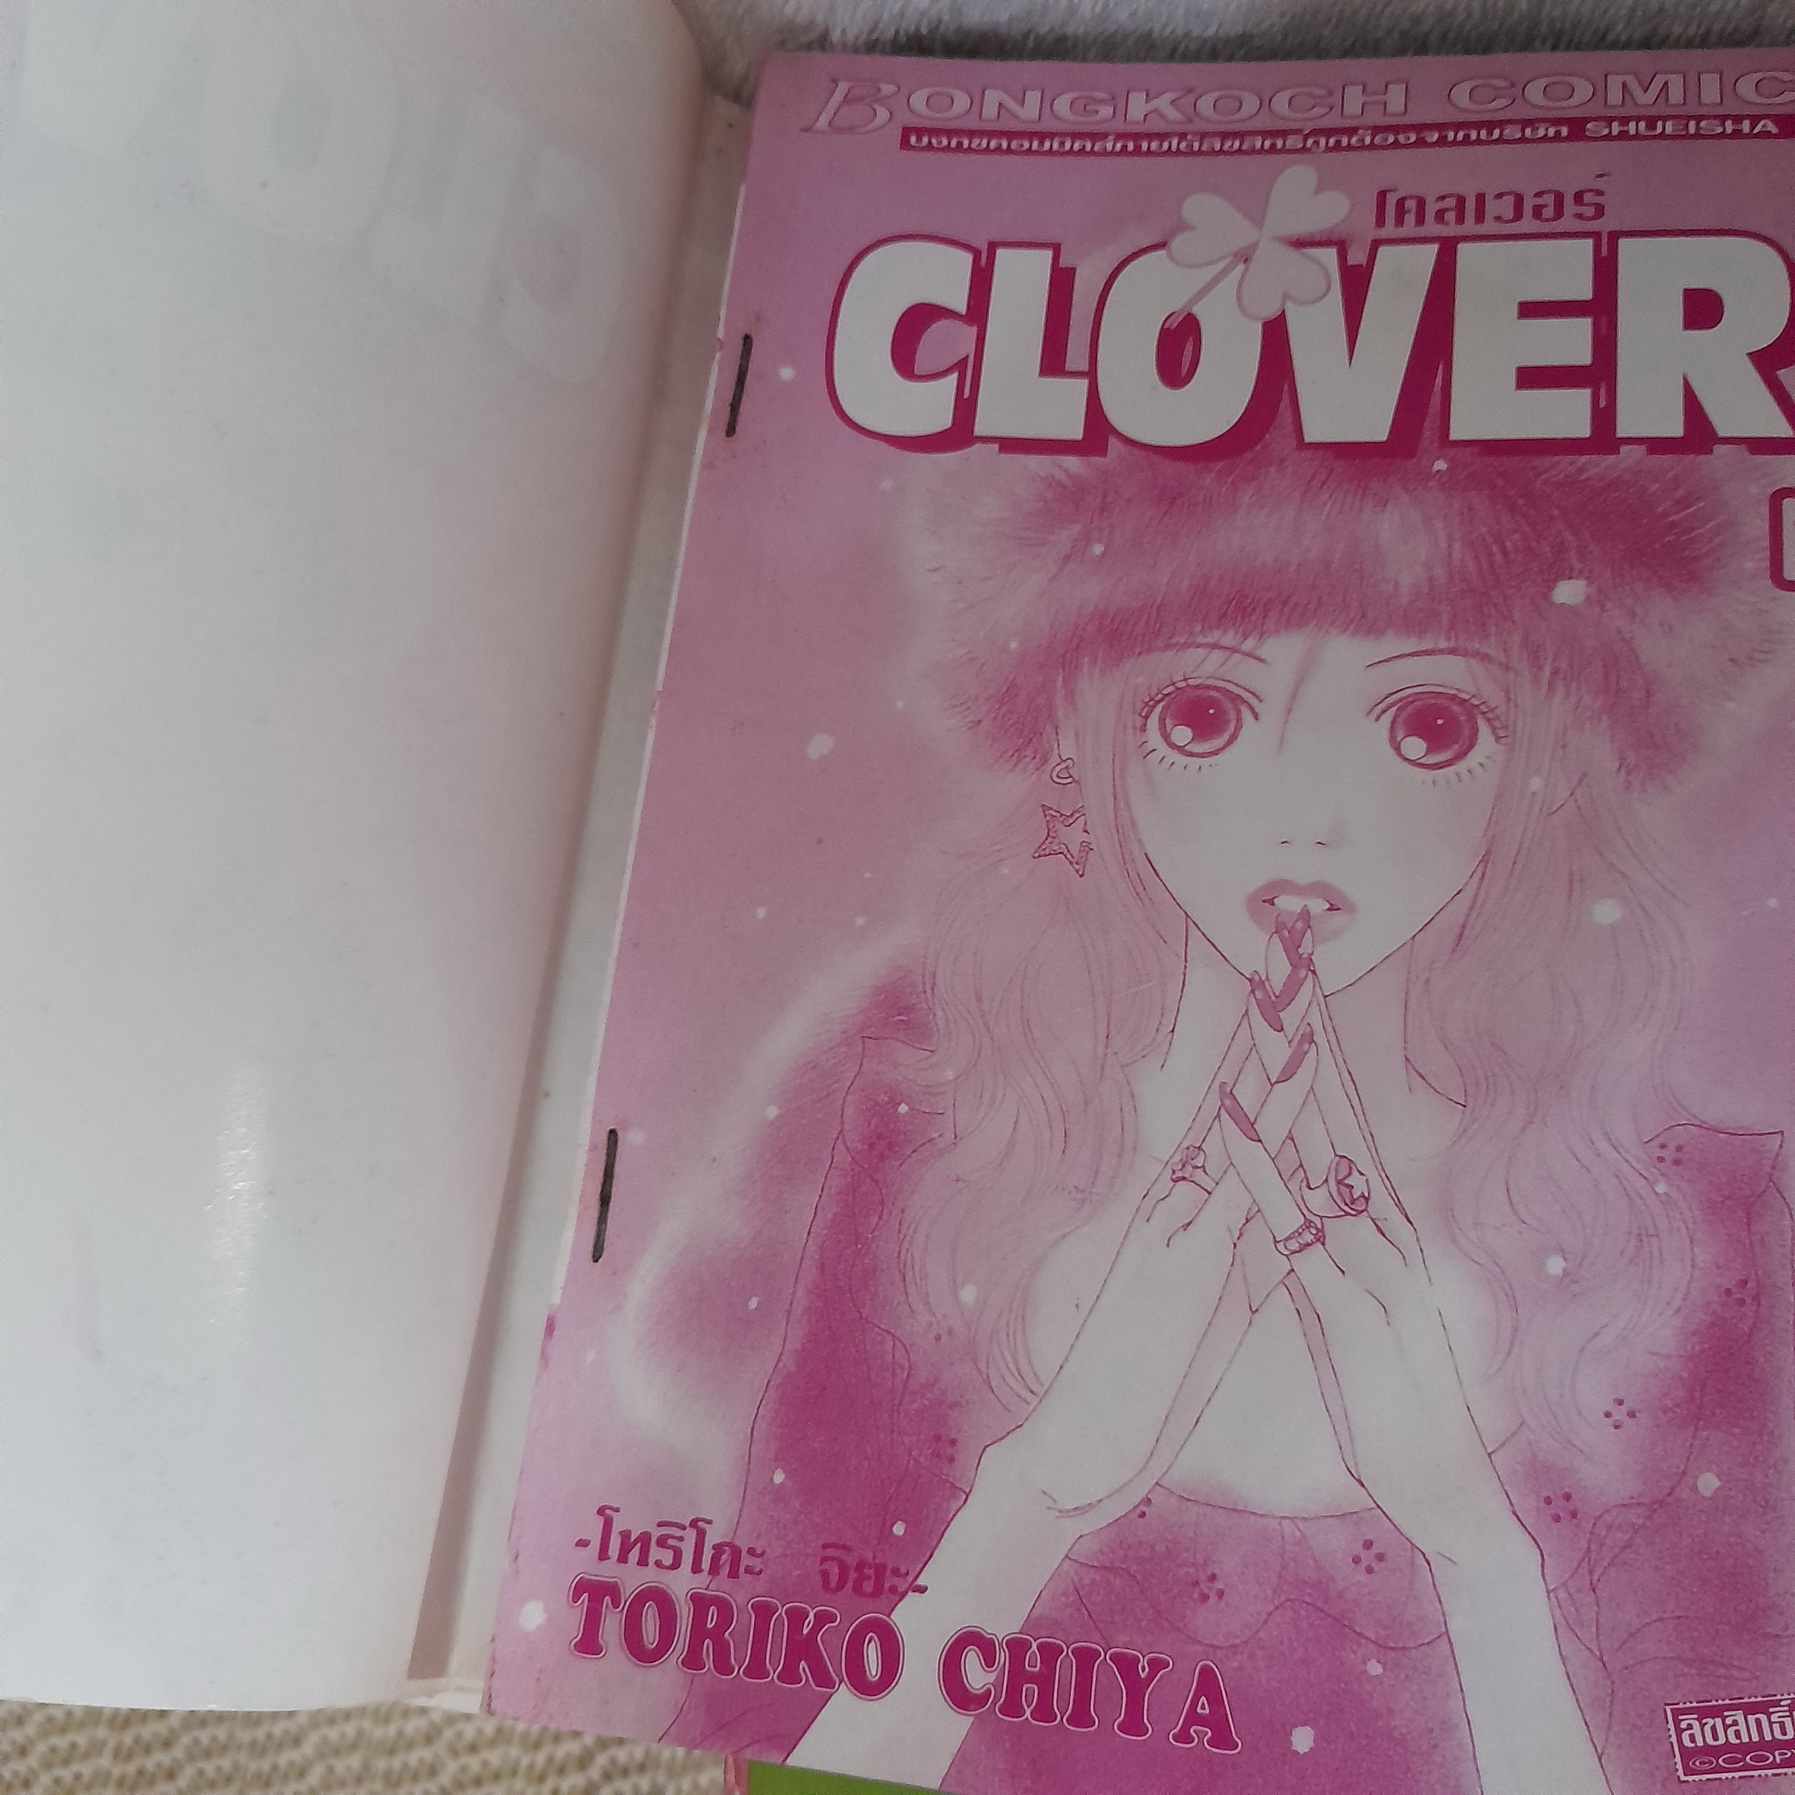 BONGKOCH COMIC
บงกชคอมมิคส์ภายใต้ลิขสิทธิ์ถูกต้องจากบริษัท SHUEISHA
โคลเวอร์
CLOVER
-โทริโกะ จิยะ-
TORIKO CHIYA
ลิขสิทธิ์
©COPY